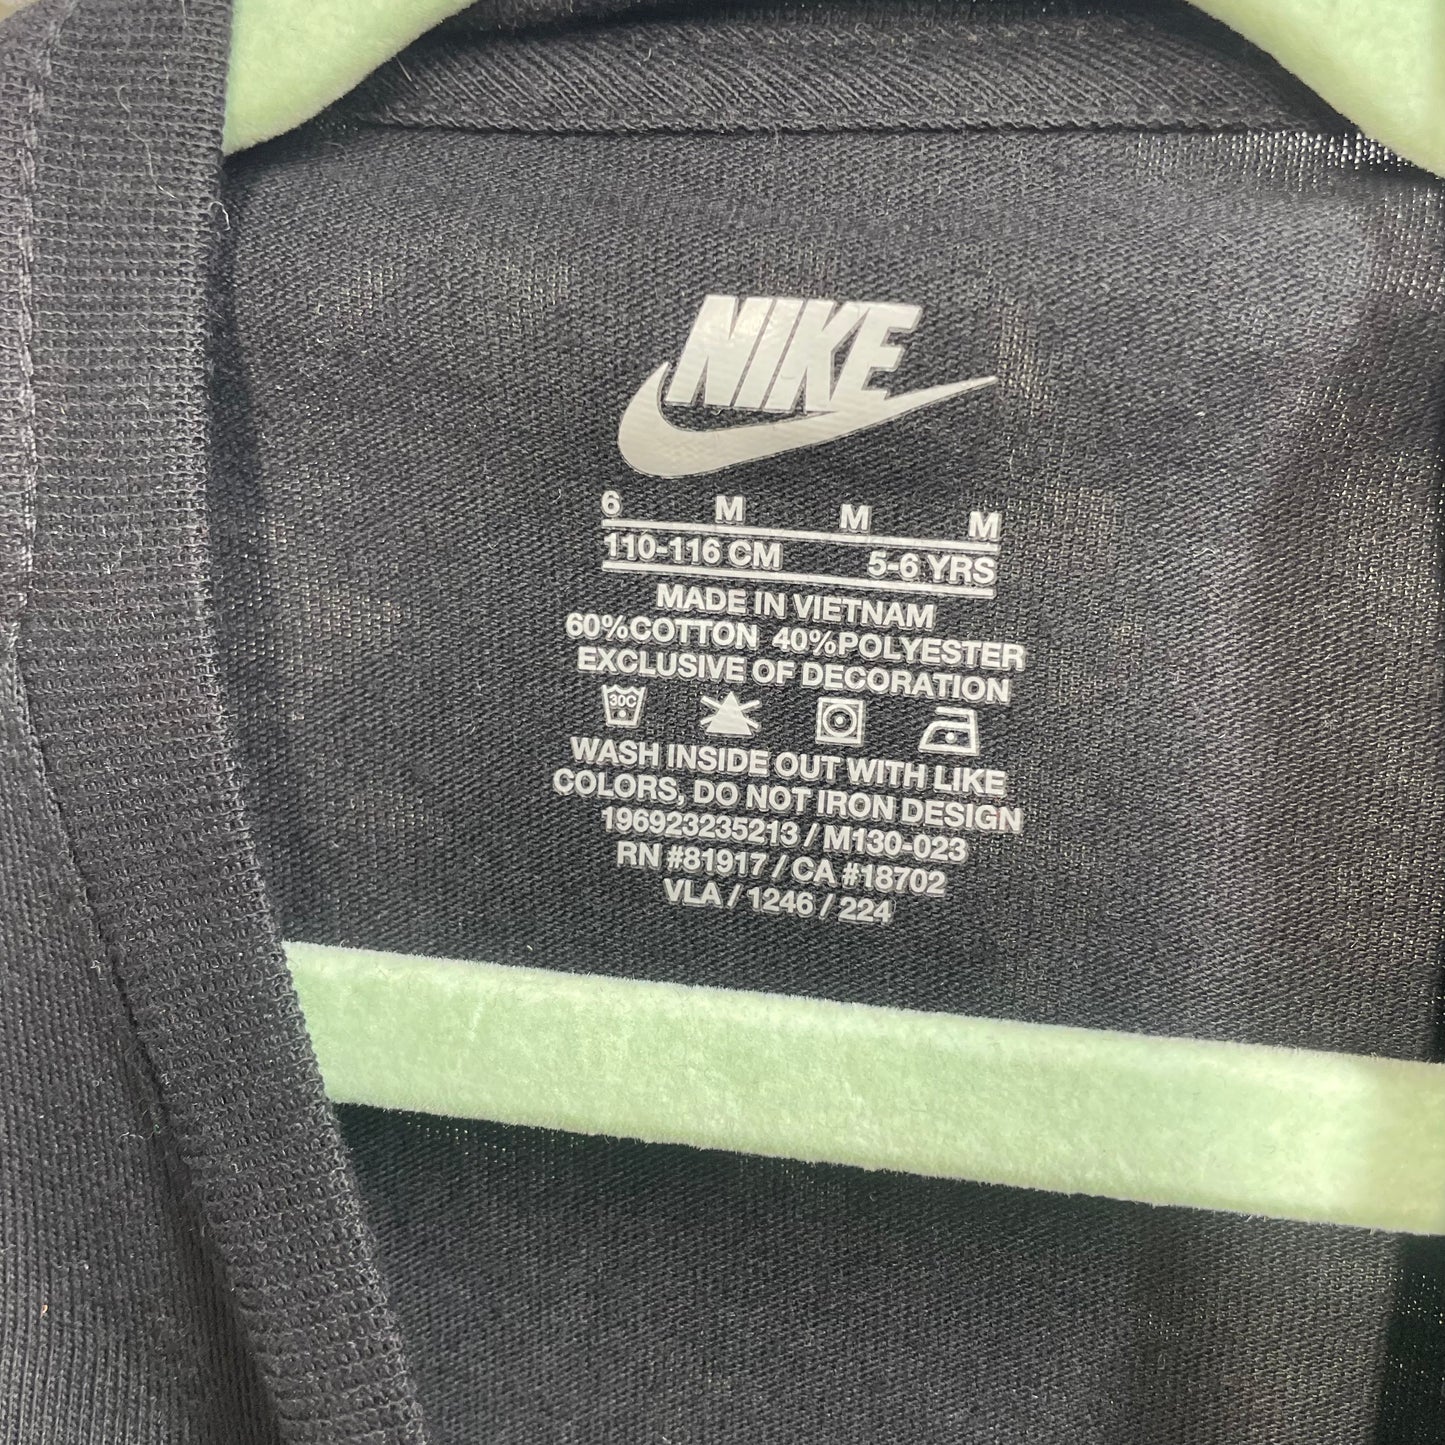 NIKE
6 M M M
110-116 CM 5-6 YRS
MADE IN VIETNAM
60%COTTON 40%POLYESTER
EXCLUSIVE OF DECORATION
30C
WASH INSIDE OUT WITH LIKE
COLORS, DO NOT IRON DESIGN
196923235213 / M130-023
RN #81917 / CA #18702
VLA / 1246 / 224